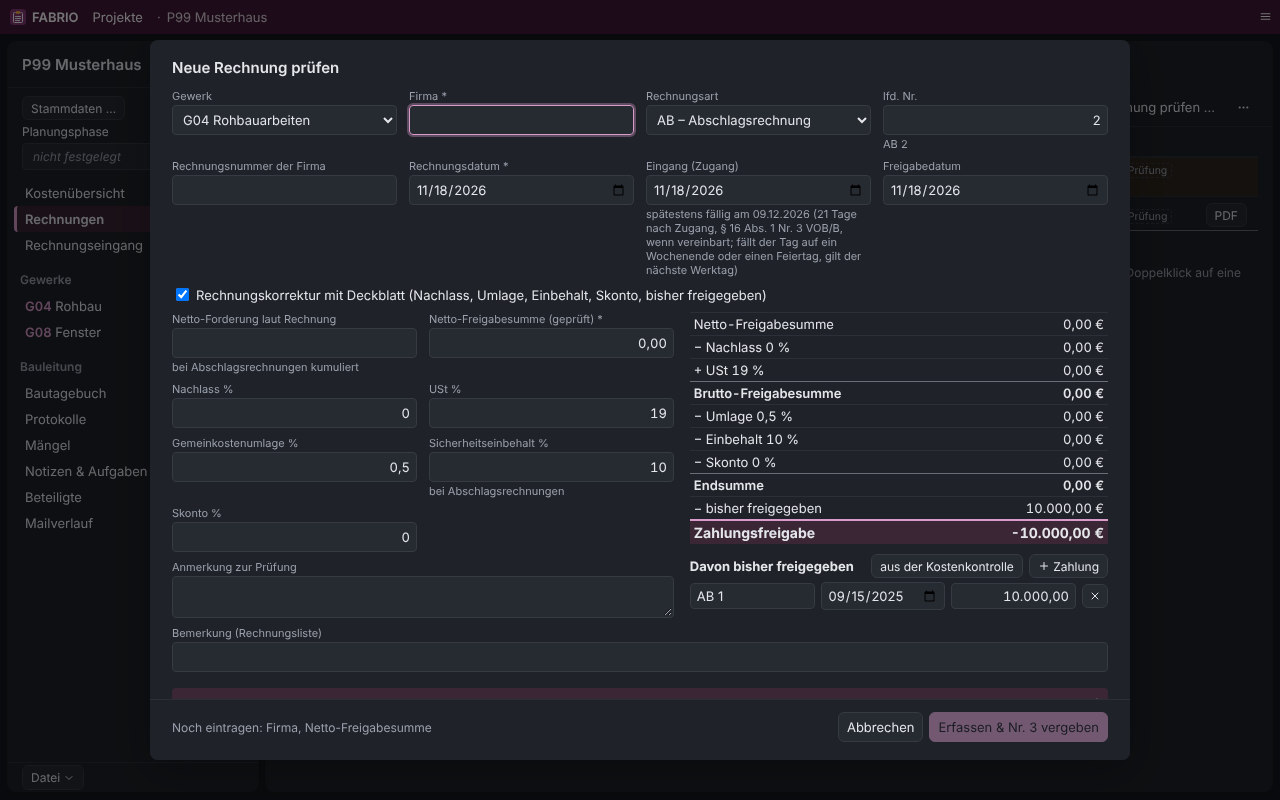 FABRIO Projekte · P99 Musterhaus
P99 Musterhaus
Stammdaten ...
Planungsphase
nicht festgelegt
Kostenübersicht
Rechnungen
Rechnungseingang
Gewerke
G04 Rohbau
G08 Fenster
Bauleitung
Bautagebuch
Protokolle
Mängel
Notizen & Aufgaben
Beteiligte
Mailverlauf
Datei
Neue Rechnung prüfen
Gewerk
G04 Rohbauarbeiten
Firma *
Rechnungsart
AB – Abschlagsrechnung
lfd. Nr.
2
AB 2
Rechnungsnummer der Firma
Rechnungsdatum *
11/18/2026
Eingang (Zugang)
11/18/2026
spätestens fällig am 09.12.2026 (21 Tage
nach Zugang, § 16 Abs. 1 Nr. 3 VOB/B,
wenn vereinbart; fällt der Tag auf ein
Wochenende oder einen Feiertag, gilt der
nächste Werktag)
Freigabedatum
11/18/2026
Rechnungskorrektur mit Deckblatt (Nachlass, Umlage, Einbehalt, Skonto, bisher freigegeben)
Netto-Forderung laut Rechnung
bei Abschlagsrechnungen kumuliert
Netto-Freigabesumme (geprüft) *
0,00
Nachlass %
0
USt %
19
Gemeinkostenumlage %
0,5
Sicherheitseinbehalt %
10
bei Abschlagsrechnungen
Skonto %
0
Anmerkung zur Prüfung
Netto-Freigabesumme 0,00 €
− Nachlass 0 % 0,00 €
+ USt 19 % 0,00 €
Brutto-Freigabesumme 0,00 €
− Umlage 0,5 % 0,00 €
− Einbehalt 10 % 0,00 €
− Skonto 0 % 0,00 €
Endsumme 0,00 €
− bisher freigegeben 10.000,00 €
Zahlungsfreigabe -10.000,00 €
Davon bisher freigegeben aus der Kostenkontrolle + Zahlung
AB 1 09/15/2025 10.000,00
Bemerkung (Rechnungsliste)
Noch eintragen: Firma, Netto-Freigabesumme
Abbrechen
Erfassen & Nr. 3 vergeben
prüfen ...
Prüfung
Prüfung
PDF
Doppelklick auf eine